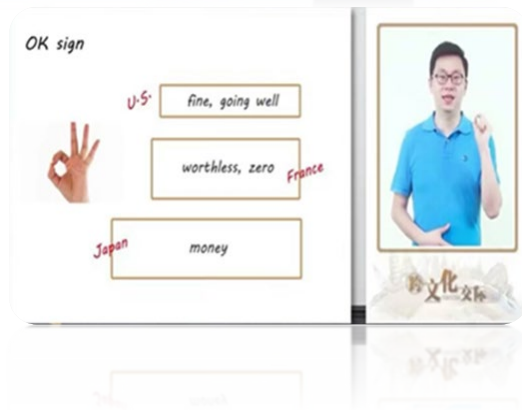 OK sign
U.S.
fine, going well
worthless, zero
France
Japan
money
跨文化交际